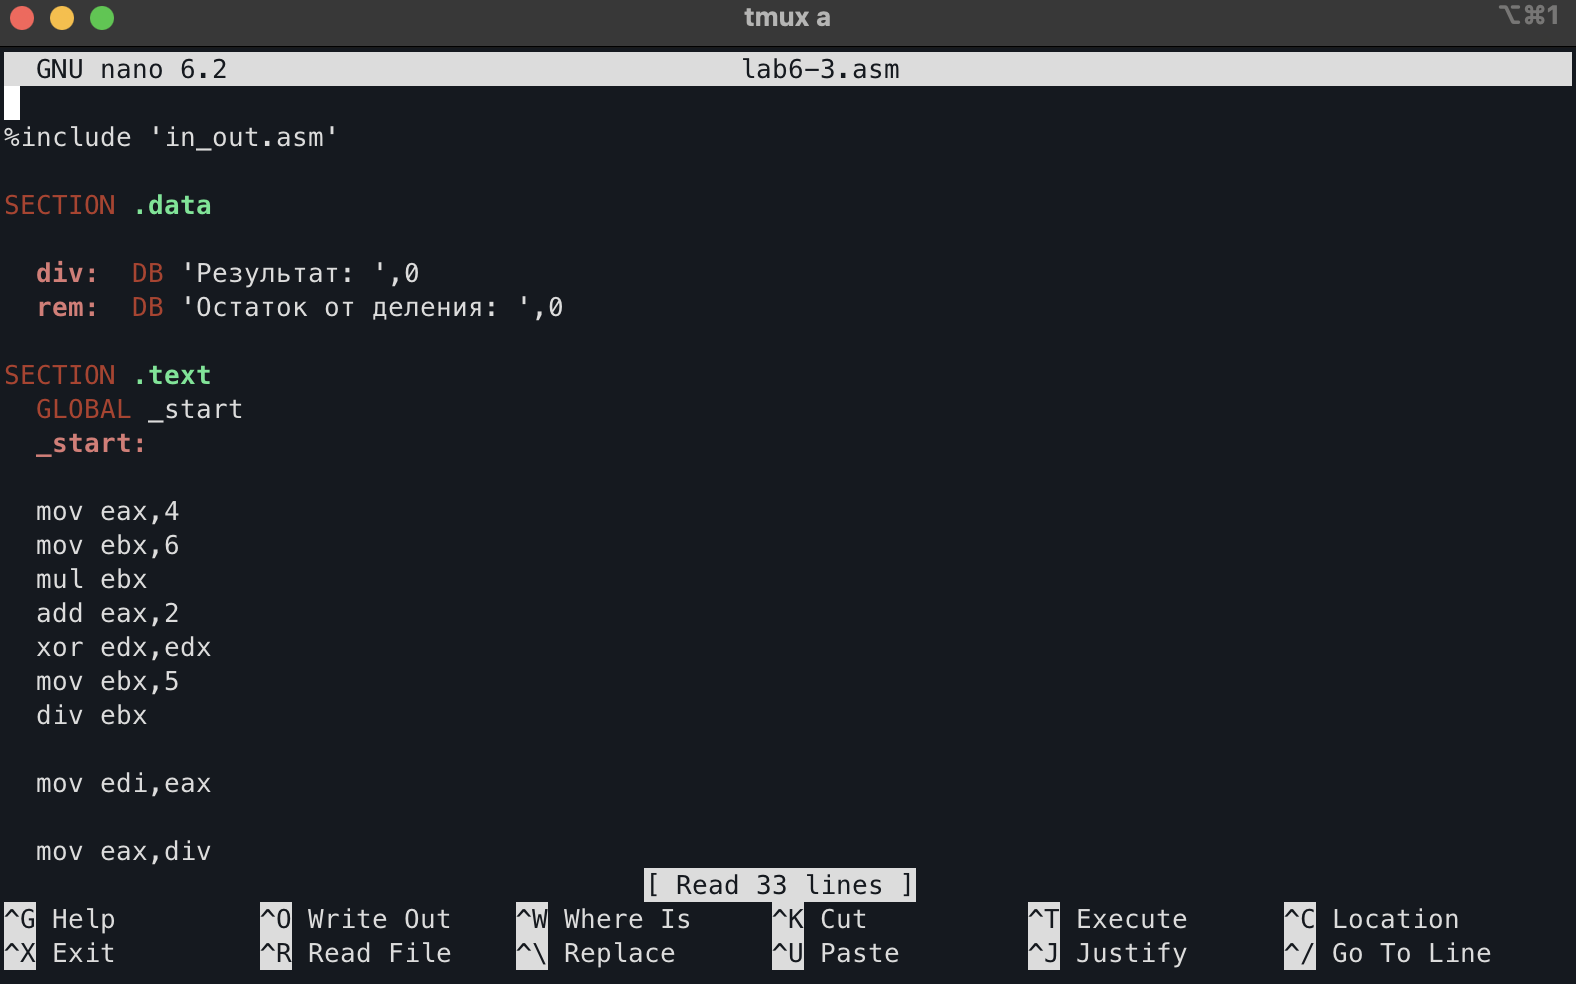 tmux a
⌥⌘1
GNU nano 6.2 lab6-3.asm
%include 'in_out.asm'
SECTION .data
div: DB 'Результат: ',0
rem: DB 'Остаток от деления: ',0
SECTION .text
GLOBAL _start
_start:
mov eax,4
mov ebx,6
mul ebx
add eax,2
xor edx,edx
mov ebx,5
div ebx
mov edi,eax
mov eax,div
[ Read 33 lines ]
^G Help ^O Write Out ^W Where Is ^K Cut ^T Execute ^C Location
^X Exit ^R Read File ^\ Replace ^U Paste ^J Justify ^/ Go To Line